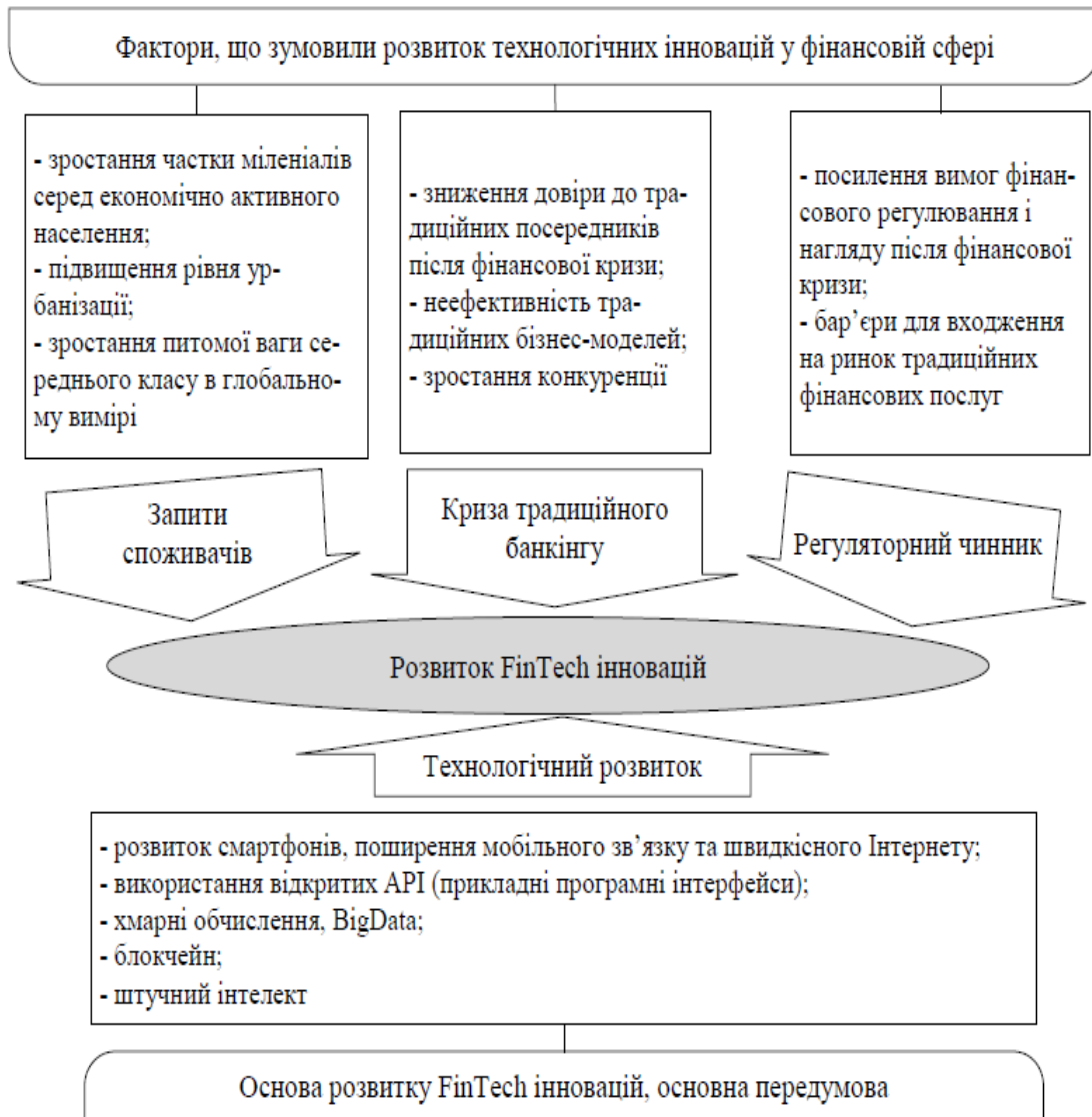 Фактори, що зумовили розвиток технологічних інновацій у фінансовій сфері
- зростання частки міленіалів
серед економічно активного
населення;
- підвищення рівня ур-
банізації;
- зростання питомої ваги се-
реднього класу в глобально-
му вимірі
- зниження довіри до тра-
диційних посередників
після фінансової кризи;
- неефективність тра-
диційних бізнес-моделей;
- зростання конкуренції
- посилення вимог фінан-
сового регулювання і
нагляду після фінансової
кризи;
- бар’єри для входження
на ринок традиційних
фінансових послуг
Запити
споживачів
Криза традиційного
банкінгу
Регуляторний чинник
Розвиток FinTech інновацій
Технологічний розвиток
- розвиток смартфонів, поширення мобільного зв’язку та швидкісного Інтернету;
- використання відкритих API (прикладні програмні інтерфейси);
- хмарні обчислення, BigData;
- блокчейн;
- штучний інтелект
Основа розвитку FinTech інновацій, основна передумова